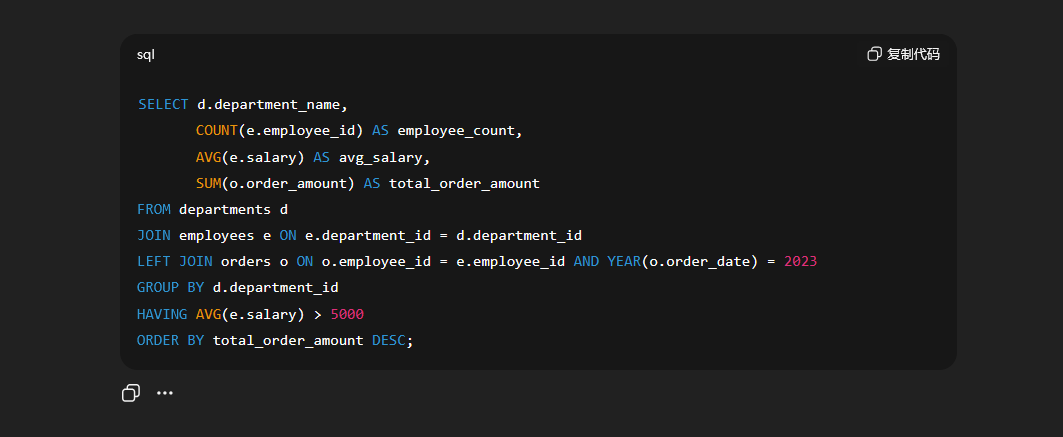 sql
复制代码
SELECT d.department_name,
       COUNT(e.employee_id) AS employee_count,
       AVG(e.salary) AS avg_salary,
       SUM(o.order_amount) AS total_order_amount
FROM departments d
JOIN employees e ON e.department_id = d.department_id
LEFT JOIN orders o ON o.employee_id = e.employee_id AND YEAR(o.order_date) = 2023
GROUP BY d.department_id
HAVING AVG(e.salary) > 5000
ORDER BY total_order_amount DESC;